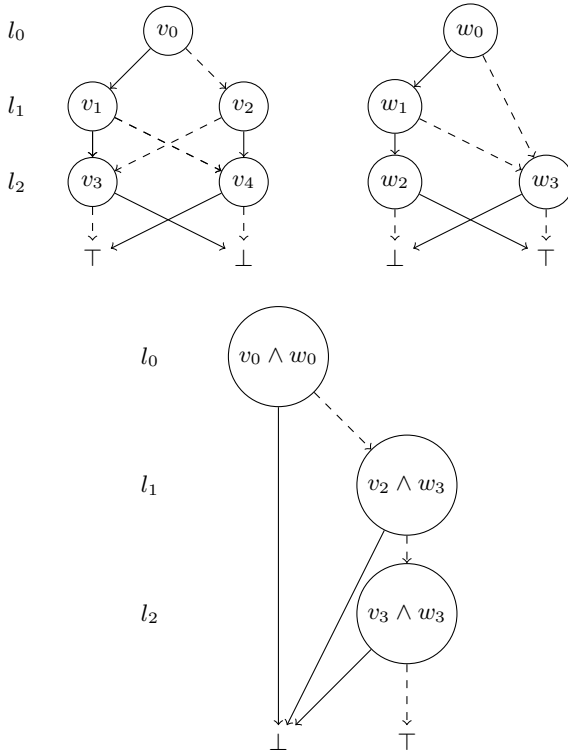 l₀ v₀ w₀
l₁ v₁ v₂ w₁
l₂ v₃ v₄ w₂ w₃
⊤ ⊥ ⊥ ⊤
l₀ v₀ ∧ w₀
l₁ v₂ ∧ w₃
l₂ v₃ ∧ w₃
⊥ ⊤